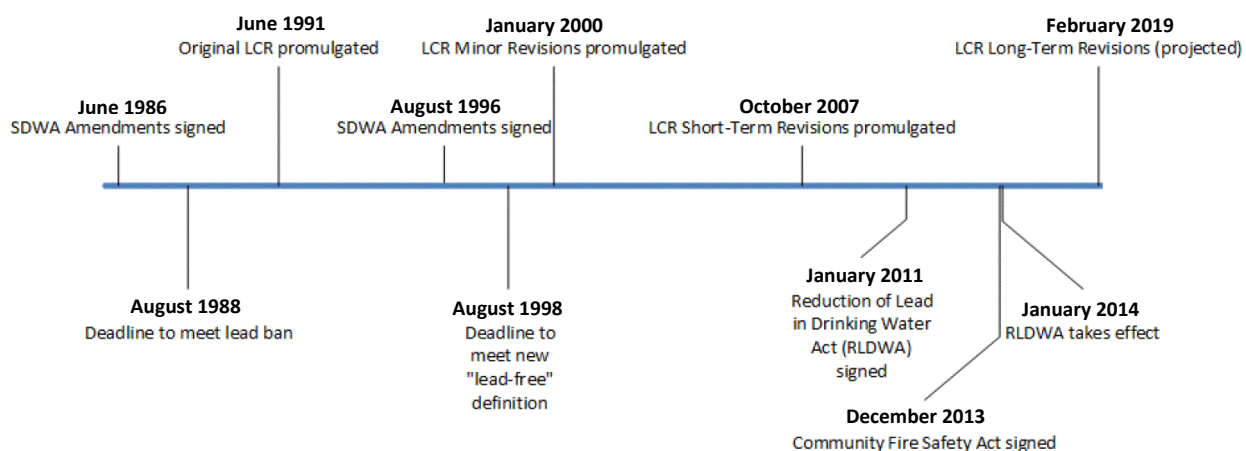 June 1991
Original LCR promulgated
January 2000
LCR Minor Revisions promulgated
February 2019
LCR Long-Term Revisions (projected)
June 1986
SDWA Amendments signed
August 1996
SDWA Amendments signed
October 2007
LCR Short-Term Revisions promulgated
August 1988
Deadline to meet lead ban
August 1998
Deadline to
meet new
"lead-free"
definition
January 2011
Reduction of Lead
in Drinking Water
Act (RLDWA)
signed
January 2014
RLDWA takes effect
December 2013
Community Fire Safety Act signed